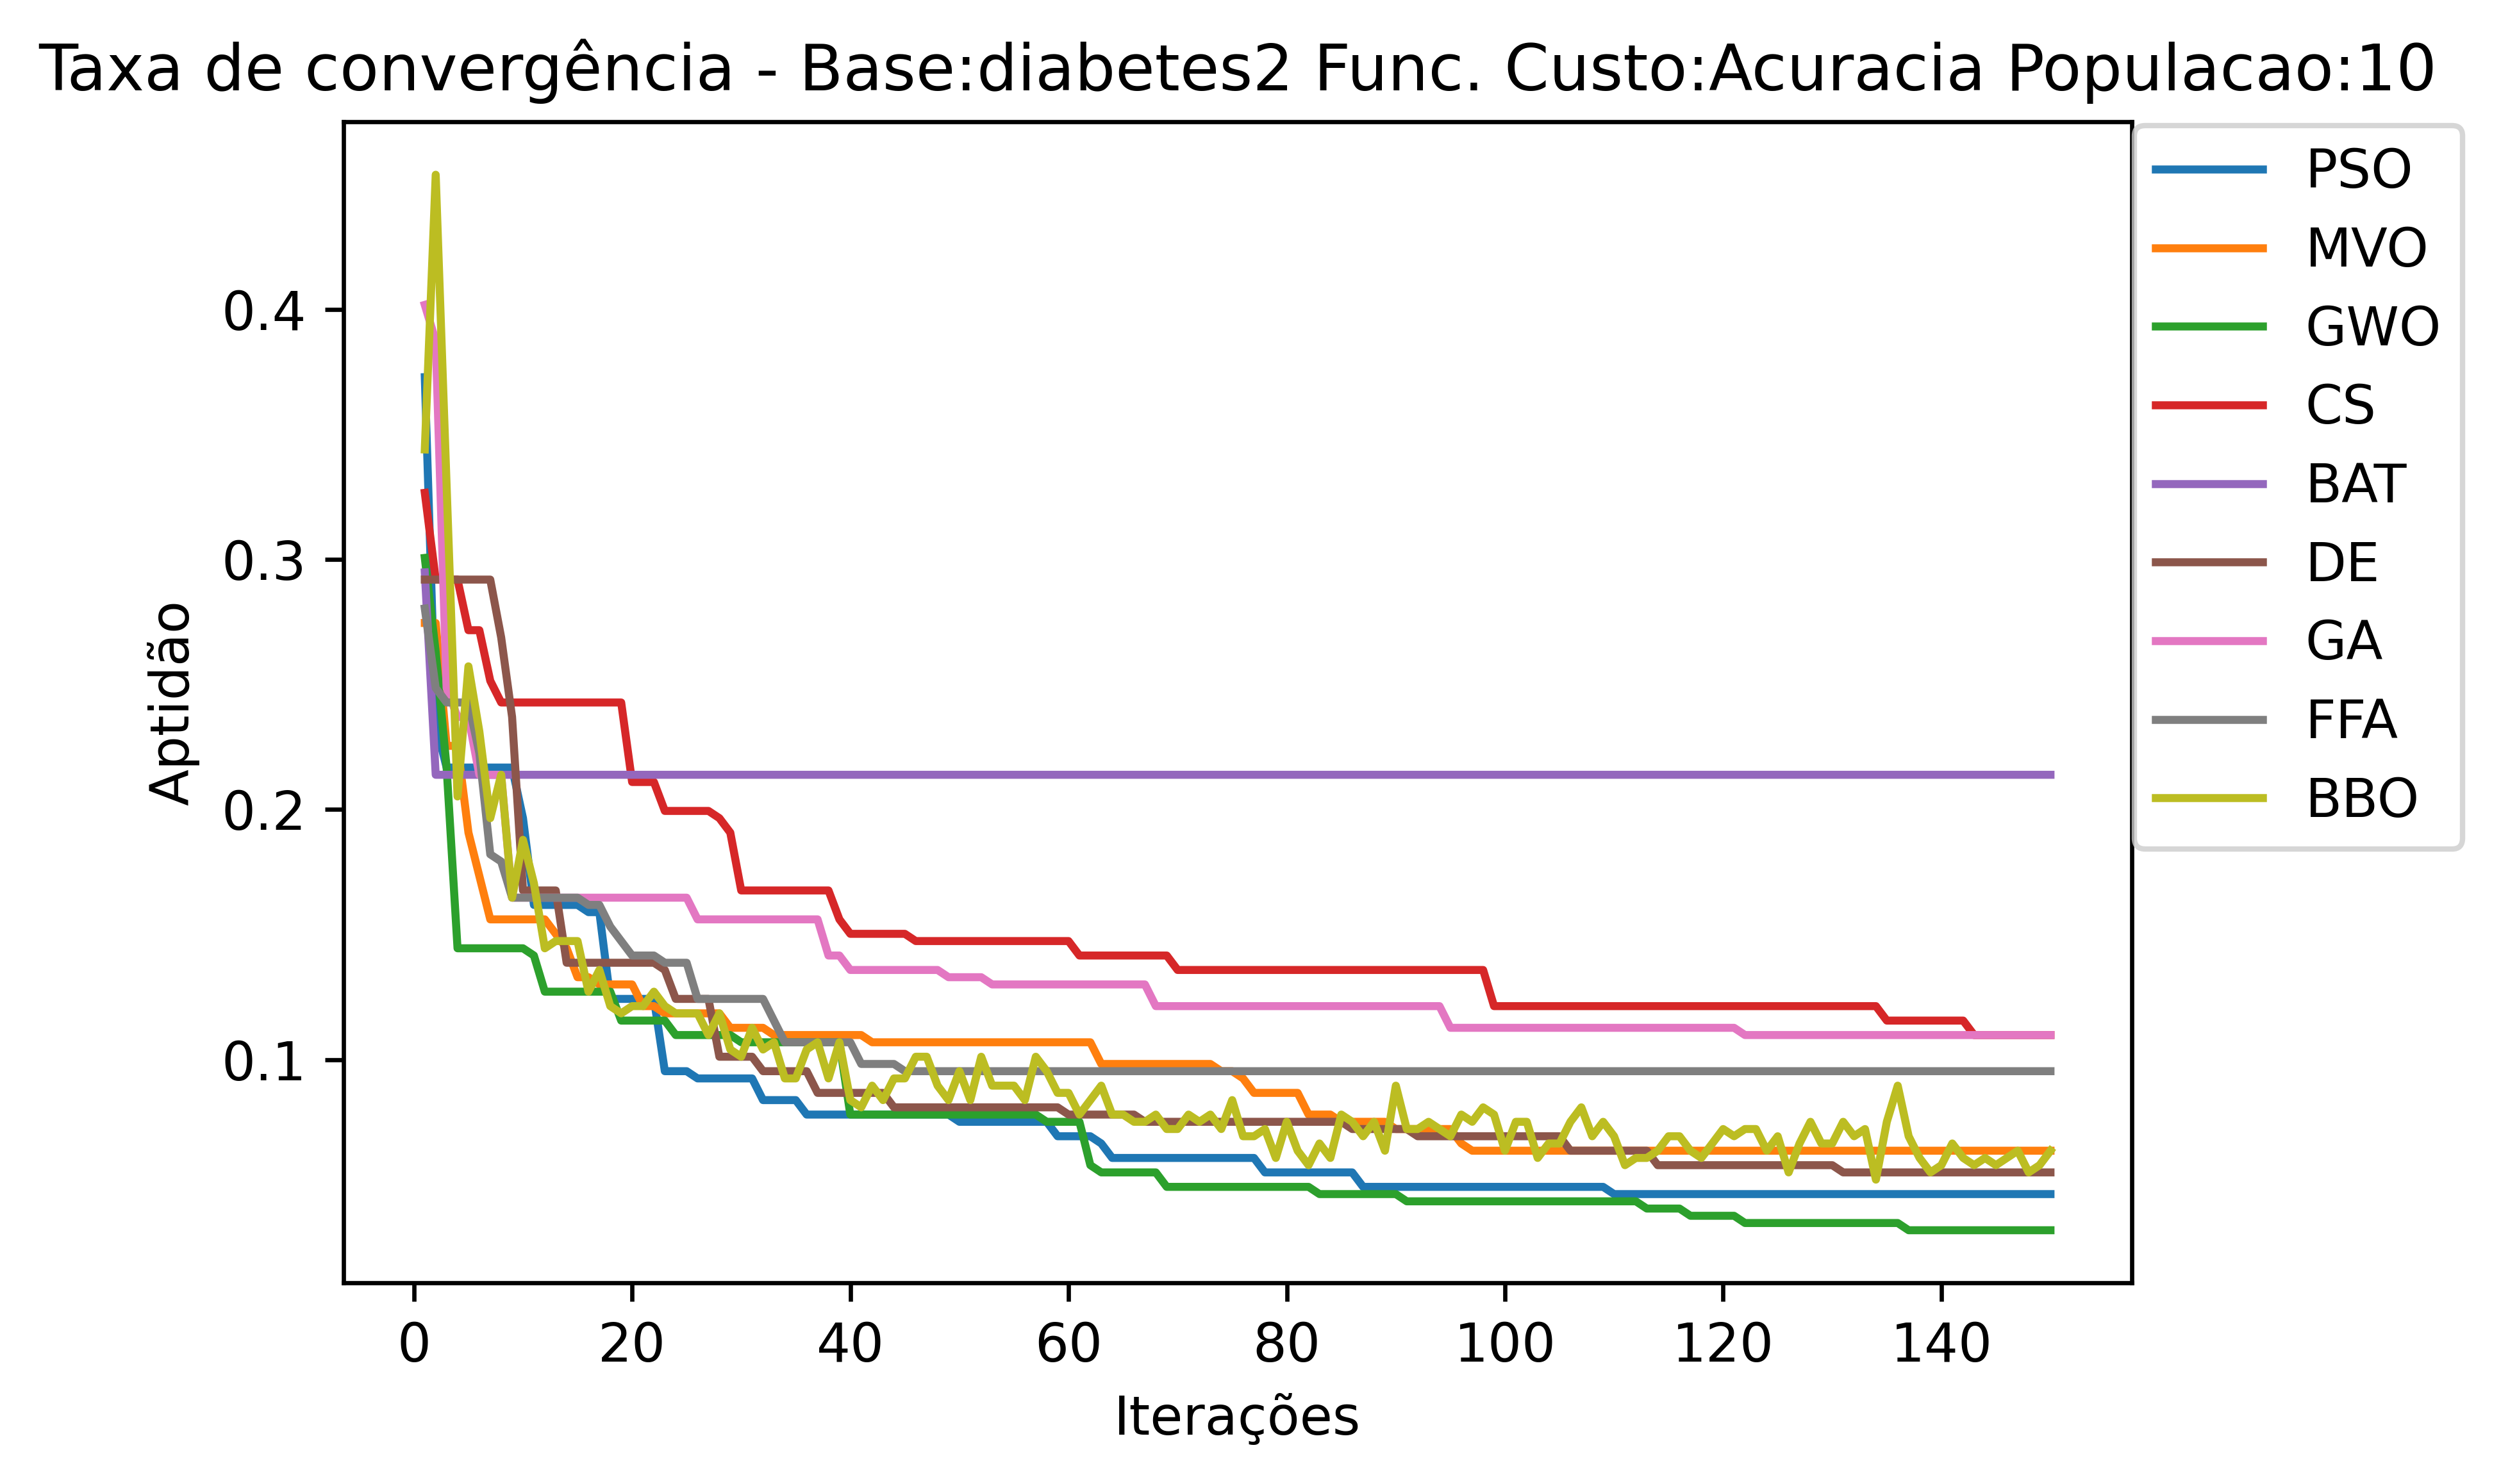 Taxa de convergência - Base:diabetes2 Func. Custo:Acuracia Populacao:10
Aptidão
0.4
0.3
0.2
0.1
0 20 40 60 80 100 120 140
Iterações
PSO
MVO
GWO
CS
BAT
DE
GA
FFA
BBO